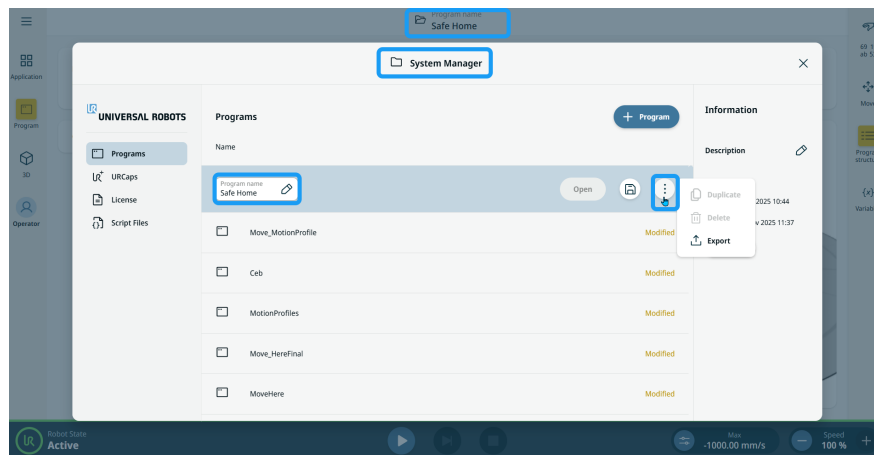 Program name
Safe Home
System Manager
Application
Program
3D
Operator
UNIVERSAL ROBOTS
Programs
URCaps
License
Script Files
Programs
+ Program
Name
Program name
Safe Home
Open
Move_MotionProfile
Modified
Ceb
Modified
MotionProfiles
Modified
Move_HereFinal
Modified
MoveHere
Modified
Information
Description
Duplicate
Delete
Export
2025 10:44
2025 11:37
Move
{x}
Robot State
Active
Max
-1000.00 mm/s
Speed
100 %